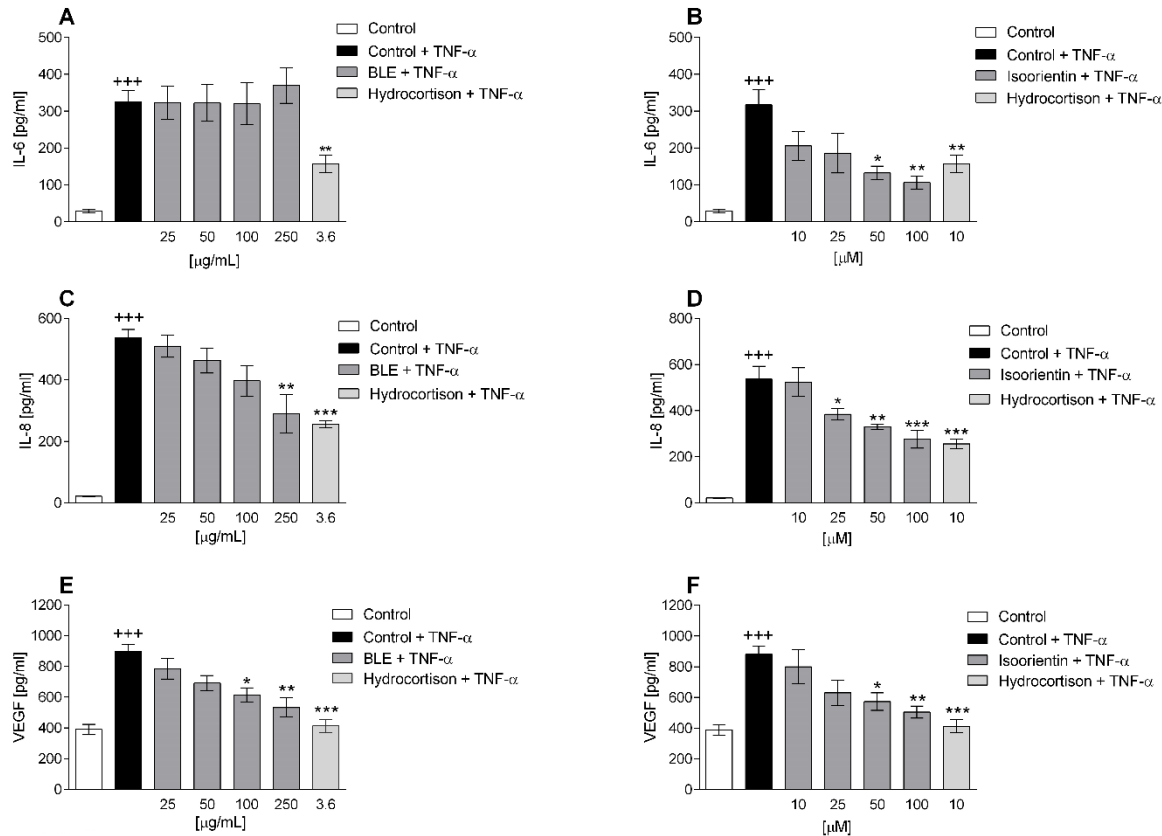 A
Control
Control + TNF-α
BLE + TNF-α
Hydrocortison + TNF-α
IL-6 [pg/ml]
500
400
300
200
100
0
+++
**
25 50 100 250 3.6
[μg/mL]
B
Control
Control + TNF-α
Isoorientin + TNF-α
Hydrocortison + TNF-α
IL-6 [pg/ml]
500
400
300
200
100
0
+++
* ** **
10 25 50 100 10
[μM]
C
Control
Control + TNF-α
BLE + TNF-α
Hydrocortison + TNF-α
IL-8 [pg/ml]
600
400
200
0
+++
** ***
25 50 100 250 3.6
[μg/mL]
D
Control
Control + TNF-α
Isoorientin + TNF-α
Hydrocortison + TNF-α
IL-8 [pg/ml]
800
600
400
200
0
+++
* ** *** ***
10 25 50 100 10
[μM]
E
Control
Control + TNF-α
BLE + TNF-α
Hydrocortison + TNF-α
VEGF [pg/ml]
1200
1000
800
600
400
200
0
+++
* ** ***
25 50 100 250 3.6
[μg/mL]
F
Control
Control + TNF-α
Isoorientin + TNF-α
Hydrocortison + TNF-α
VEGF [pg/ml]
1200
1000
800
600
400
200
0
+++
* ** ***
10 25 50 100 10
[μM]